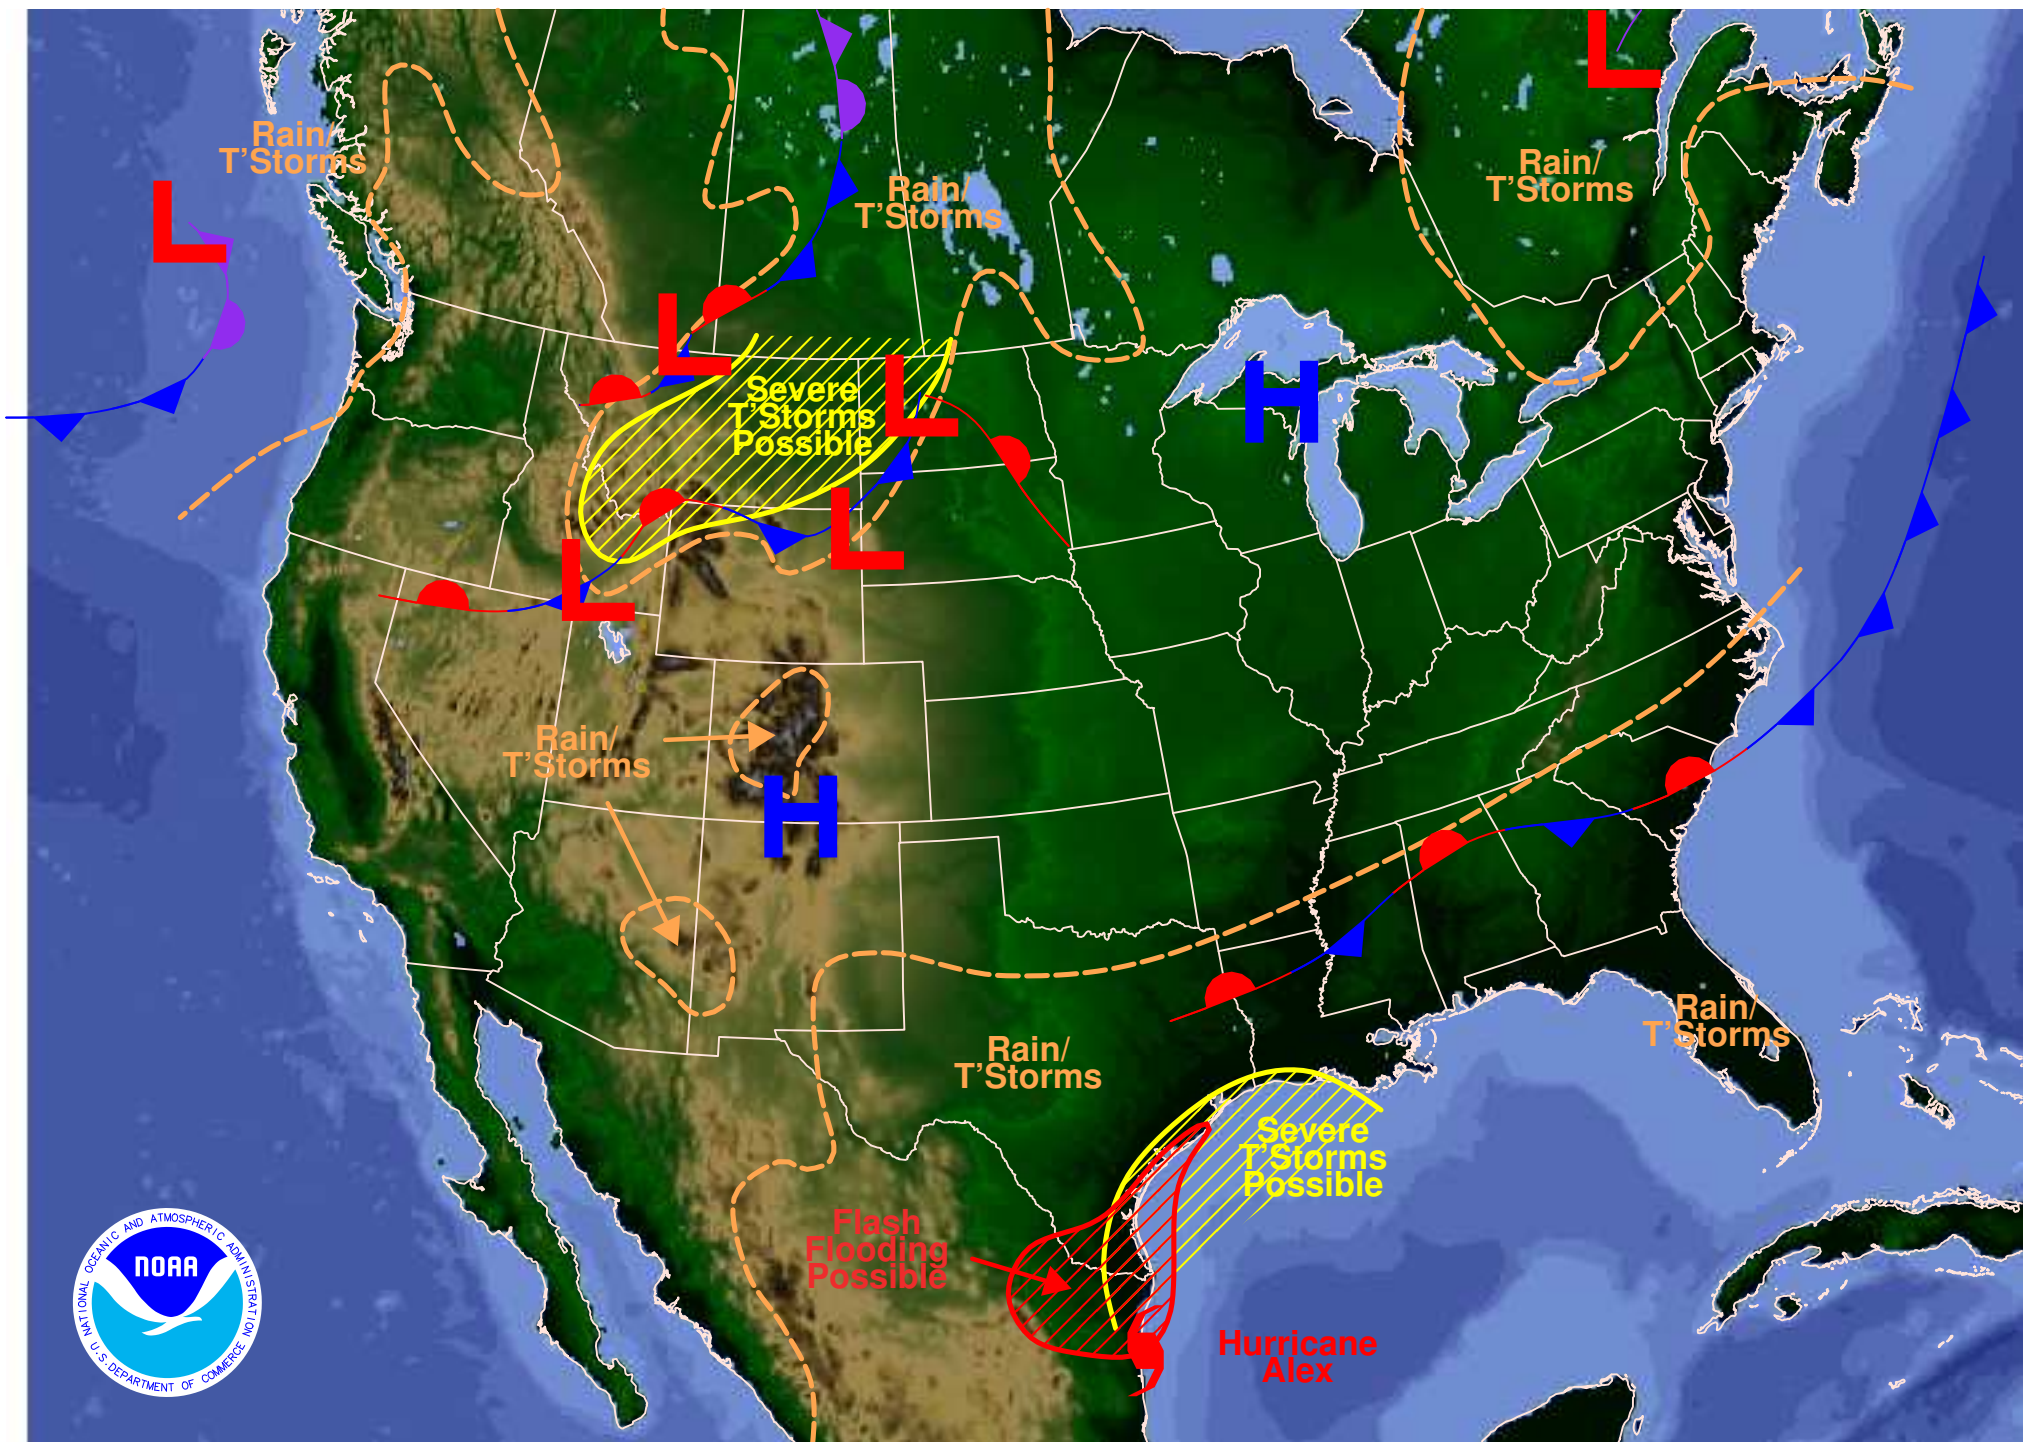 L
Rain/
T'Storms
L
Rain/
T'Storms
Rain/
T'Storms
L
L
Severe
T'Storms
Possible
H
L
L
Rain/
T'Storms
H
Rain/
T'Storms
Rain/
T'Storms
Severe
T'Storms
Possible
Flash
Flooding
Possible
Hurricane
Alex
NATIONAL OCEANIC AND ATMOSPHERIC ADMINISTRATION
NOAA
U.S. DEPARTMENT OF COMMERCE